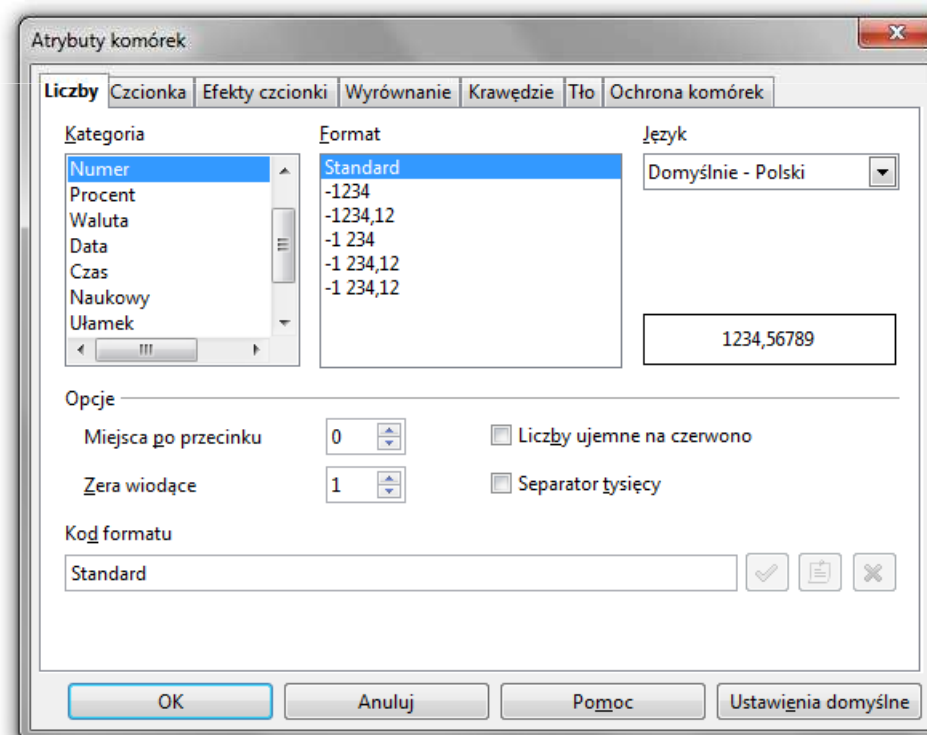 Atrybuty komórek
Liczby Czcionka Efekty czcionki Wyrównanie Krawędzie Tło Ochrona komórek
Kategoria
Numer
Procent
Waluta
Data
Czas
Naukowy
Ułamek
Format
Standard
-1234
-1234,12
-1 234
-1 234,12
-1 234,12
Język
Domyślnie - Polski
1234,56789
Opcje
Miejsca po przecinku 0
Liczby ujemne na czerwono
Zera wiodące 1
Separator tysięcy
Kod formatu
Standard
OK Anuluj Pomoc Ustawienia domyślne